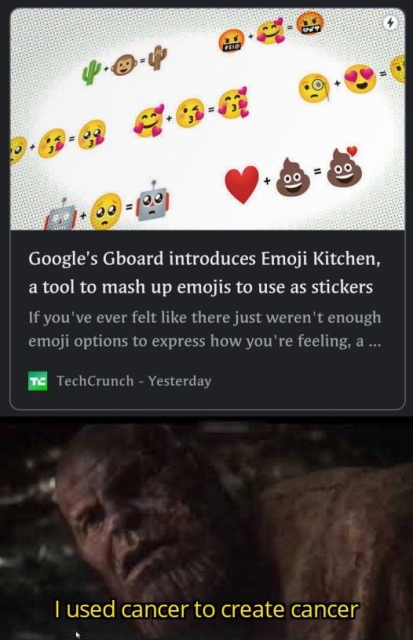 Google's Gboard introduces Emoji Kitchen,
a tool to mash up emojis to use as stickers
If you've ever felt like there just weren't enough
emoji options to express how you're feeling, a ...
TechCrunch - Yesterday
I used cancer to create cancer